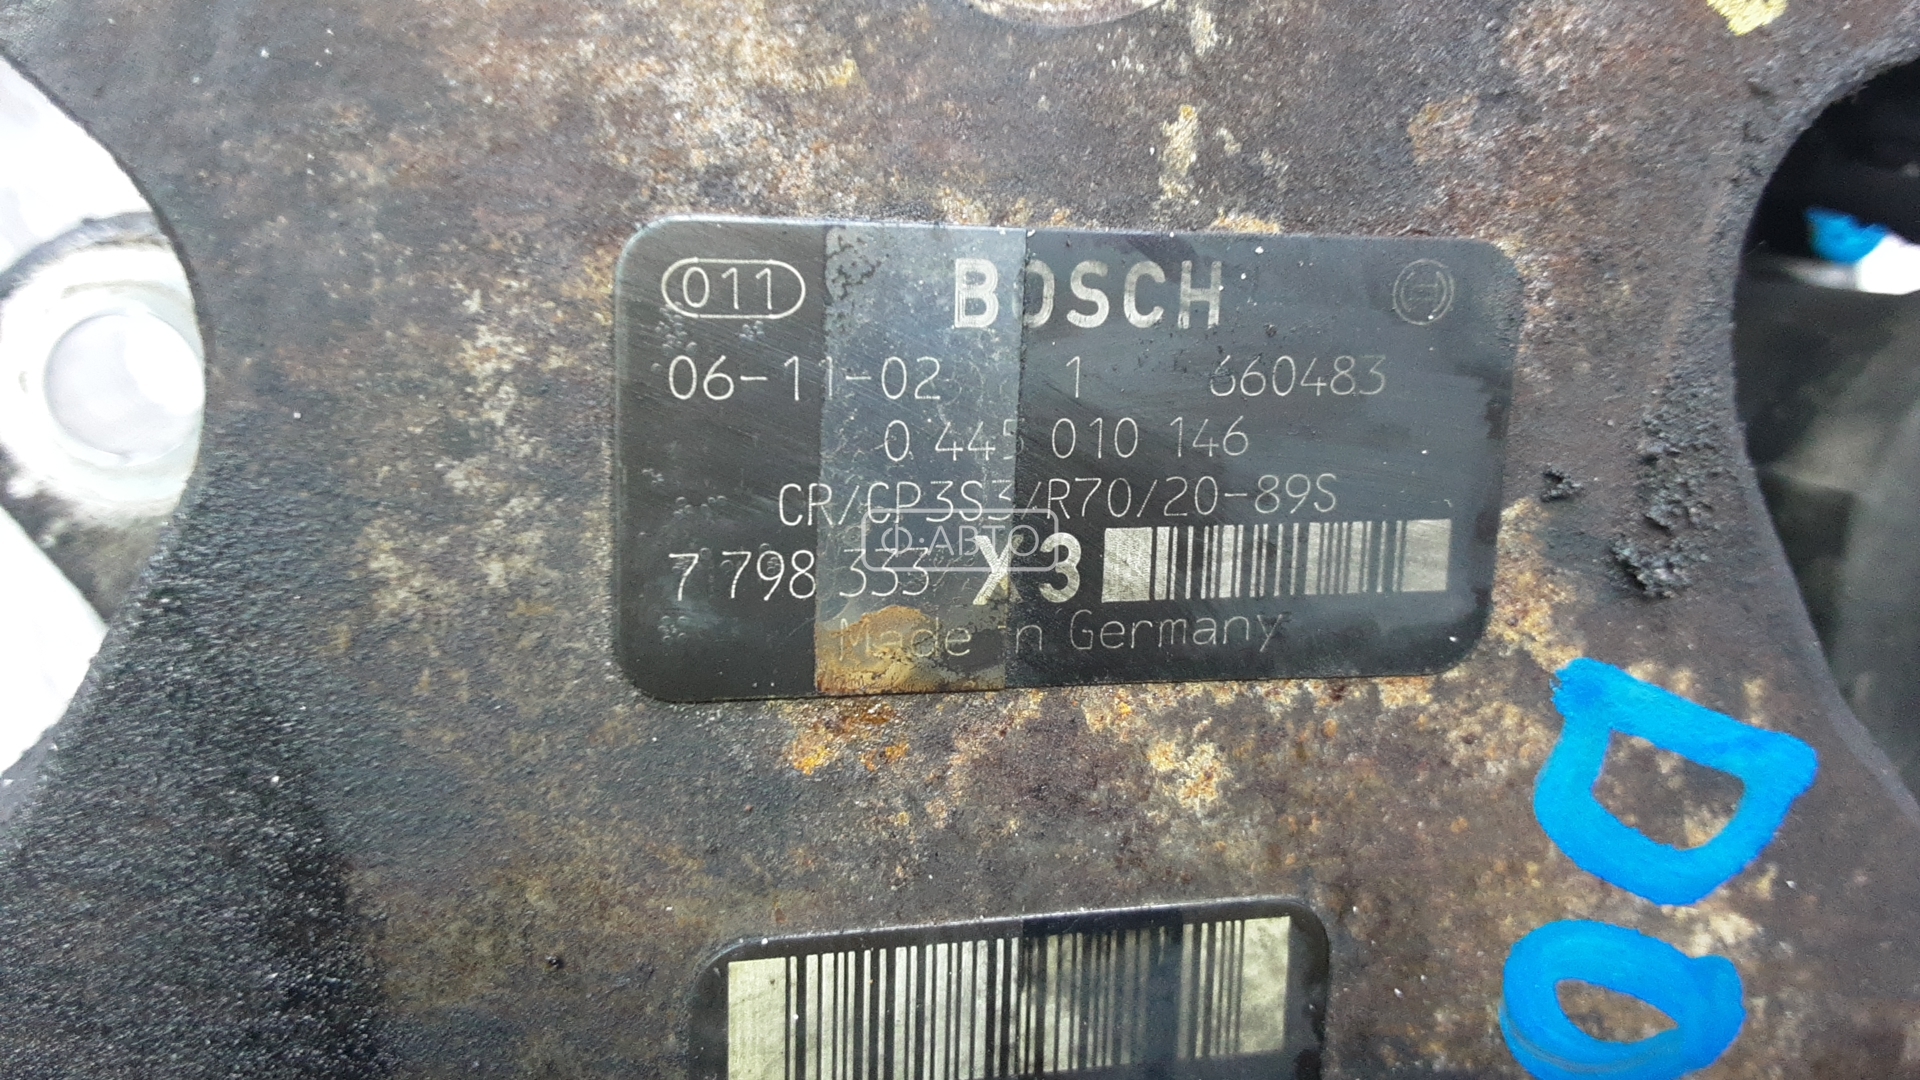 011 BOSCH
06-11-02 1 660483
0 445 010 146
CR/CP3S3/R70/20-89S
О·АВТО
7 798 333 X3
Made in Germany